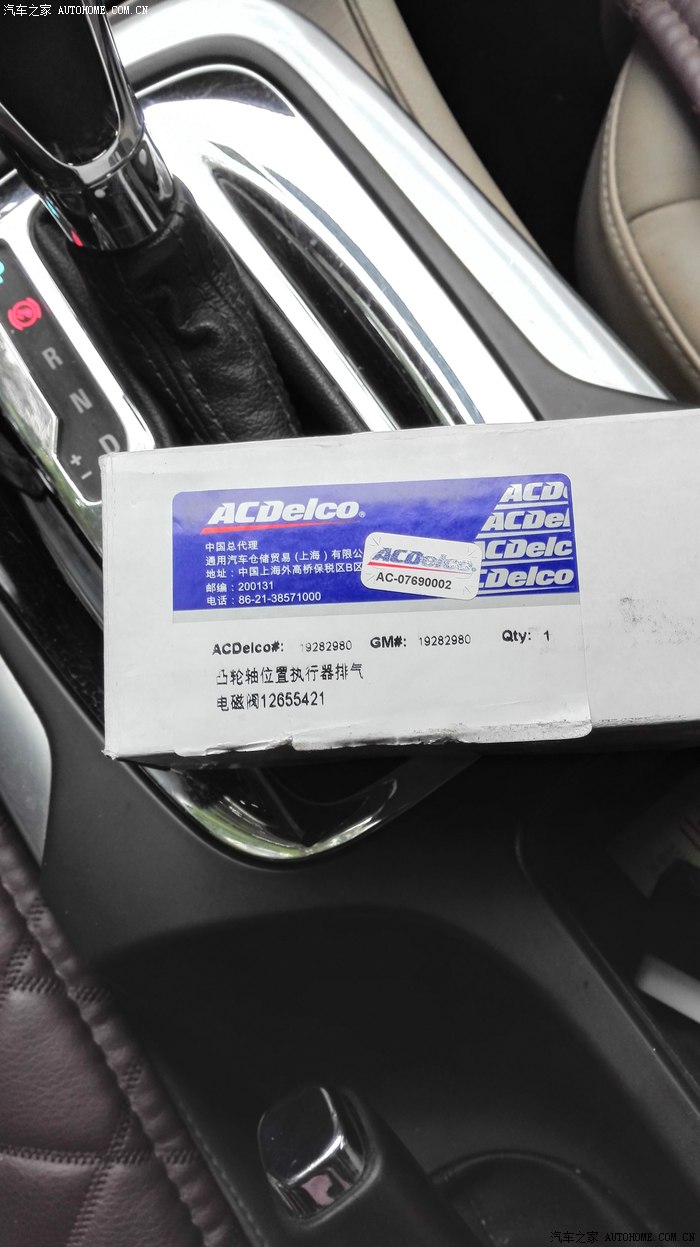 汽车之家 AUTOHOME.COM.CN
R
N
D
+
-
ACDelco®
ACD
ACDel
ACDelc
CDelco
中国总代理
通用汽车仓储贸易(上海)有限公
地址:中国上海外高桥保税区B区
邮编:200131
电话:86-21-38571000
ACDelco
AC-07690002
ACDelco#: 19282980 GM#: 19282980 Qty: 1
凸轮轴位置执行器排气
电磁阀12655421
汽车之家 AUTOHOME.COM.CN